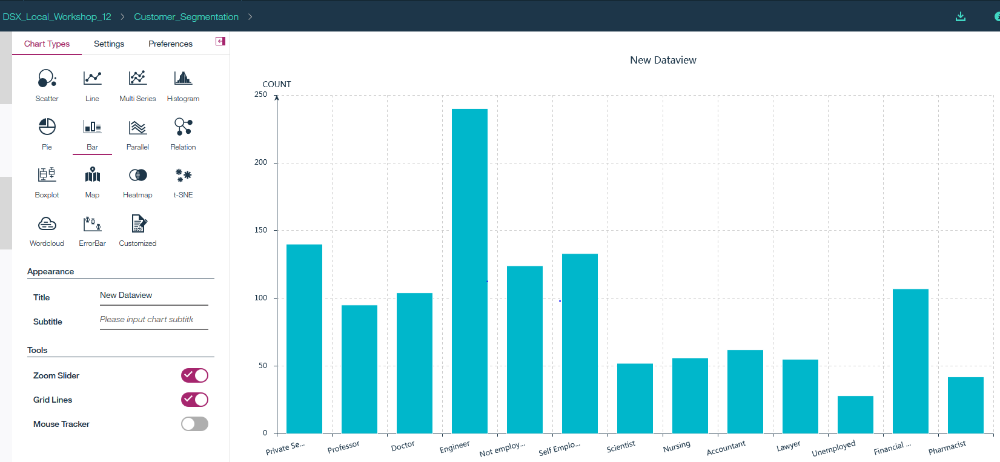 DSX_Local_Workshop_12 > Customer_Segmentation >
Chart Types Settings Preferences
Scatter Line Multi Series Histogram
Pie Bar Parallel Relation
Boxplot Map Heatmap t-SNE
JSON
Wordcloud ErrorBar Customized
Appearance
Title New Dataview
Subtitle Please input chart subtitle
Tools
Zoom Slider
Grid Lines
Mouse Tracker
New Dataview
COUNT
250
200
150
100
50
0
Private Se... Professor Doctor Engineer Not employ... Self Emplo... Scientist Nursing Accountant Lawyer Unemployed Financial ... Pharmacist